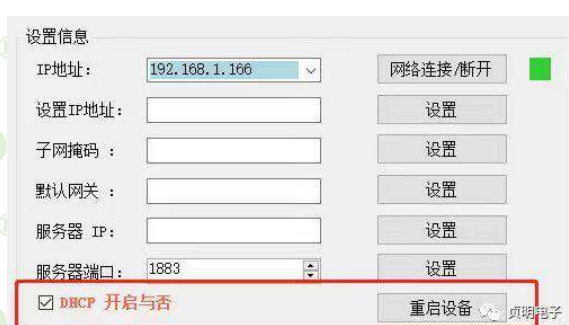 设置信息
IP地址： 192.168.1.166 网络连接/断开
设置IP地址： 设置
子网掩码 ： 设置
默认网关 ： 设置
服务器 IP： 设置
服务器端口： 1883 设置
DHCP 开启与否 重启设备
贞明电子